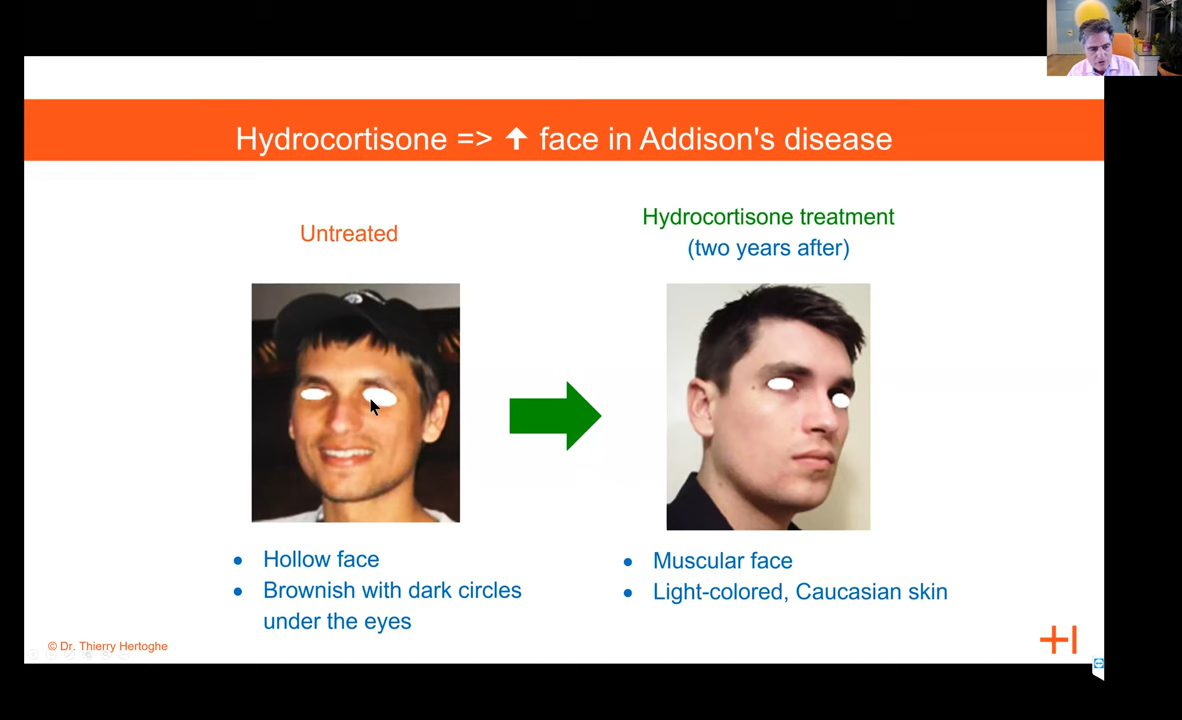 Hydrocortisone => ↑ face in Addison's disease
Untreated
Hydrocortisone treatment
(two years after)
• Hollow face
• Brownish with dark circles
under the eyes
• Muscular face
• Light-colored, Caucasian skin
© Dr. Thierry Hertoghe